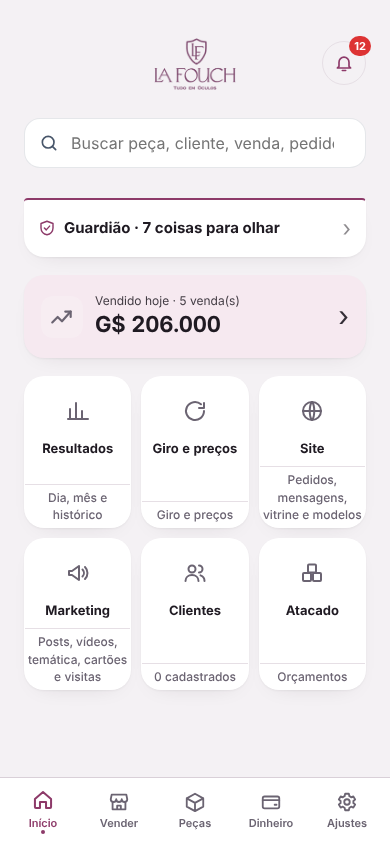 LF
LA FOUCH
TUDO EM ÓCULOS
12
Buscar peça, cliente, venda, pedido
Guardião · 7 coisas para olhar
Vendido hoje · 5 venda(s)
G$ 206.000
Resultados
Dia, mês e
histórico
Giro e preços
Giro e preços
Site
Pedidos,
mensagens,
vitrine e modelos
Marketing
Posts, vídeos,
temática, cartões
e visitas
Clientes
0 cadastrados
Atacado
Orçamentos
Início
Vender
Peças
Dinheiro
Ajustes